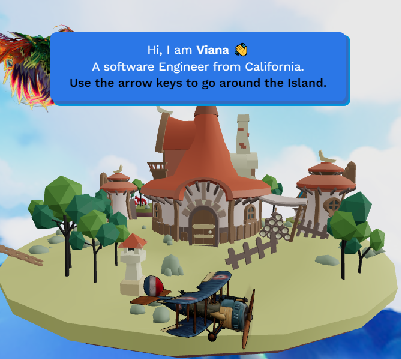 Hi, I am Viana 👋
A software Engineer from California.
Use the arrow keys to go around the Island.